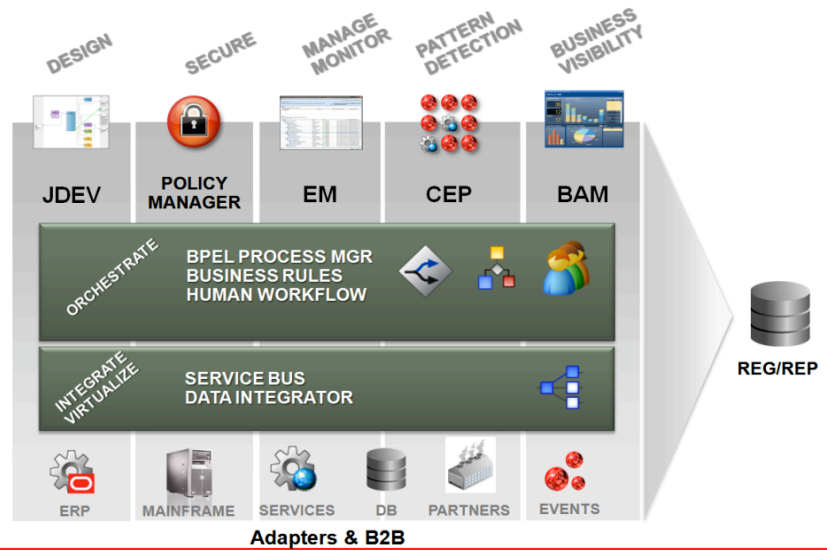 DESIGN
SECURE
MANAGE
MONITOR
PATTERN
DETECTION
BUSINESS
VISIBILITY
JDEV
POLICY
MANAGER
EM
CEP
BAM
ORCHESTRATE
BPEL PROCESS MGR
BUSINESS RULES
HUMAN WORKFLOW
INTEGRATE
VIRTUALIZE
SERVICE BUS
DATA INTEGRATOR
REG/REP
ERP
MAINFRAME
SERVICES
DB
PARTNERS
EVENTS
Adapters & B2B